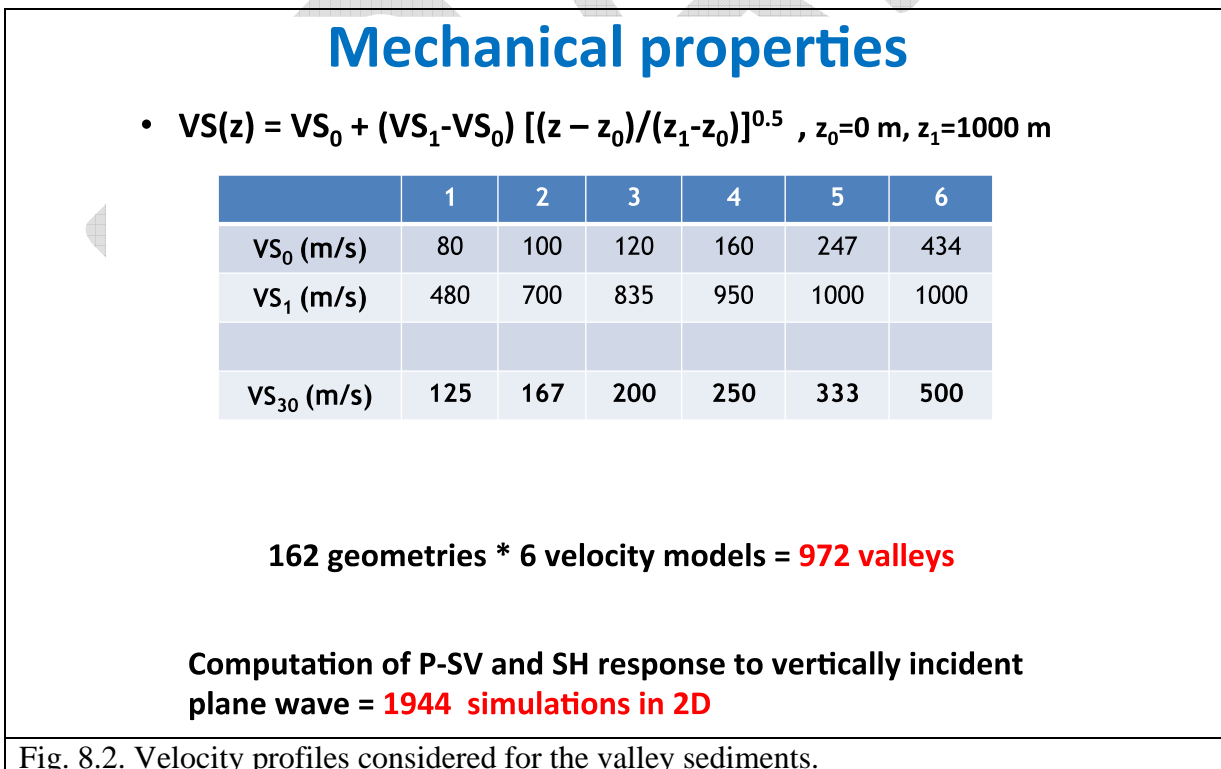 Mechanical properties
• VS(z) = VS₀ + (VS₁-VS₀) [(z – z₀)/(z₁-z₀)]⁰·⁵ , z₀=0 m, z₁=1000 m
1 2 3 4 5 6
VS₀ (m/s) 80 100 120 160 247 434
VS₁ (m/s) 480 700 835 950 1000 1000
VS₃₀ (m/s) 125 167 200 250 333 500
162 geometries * 6 velocity models = 972 valleys
Computation of P-SV and SH response to vertically incident
plane wave = 1944 simulations in 2D
Fig. 8.2. Velocity profiles considered for the valley sediments.